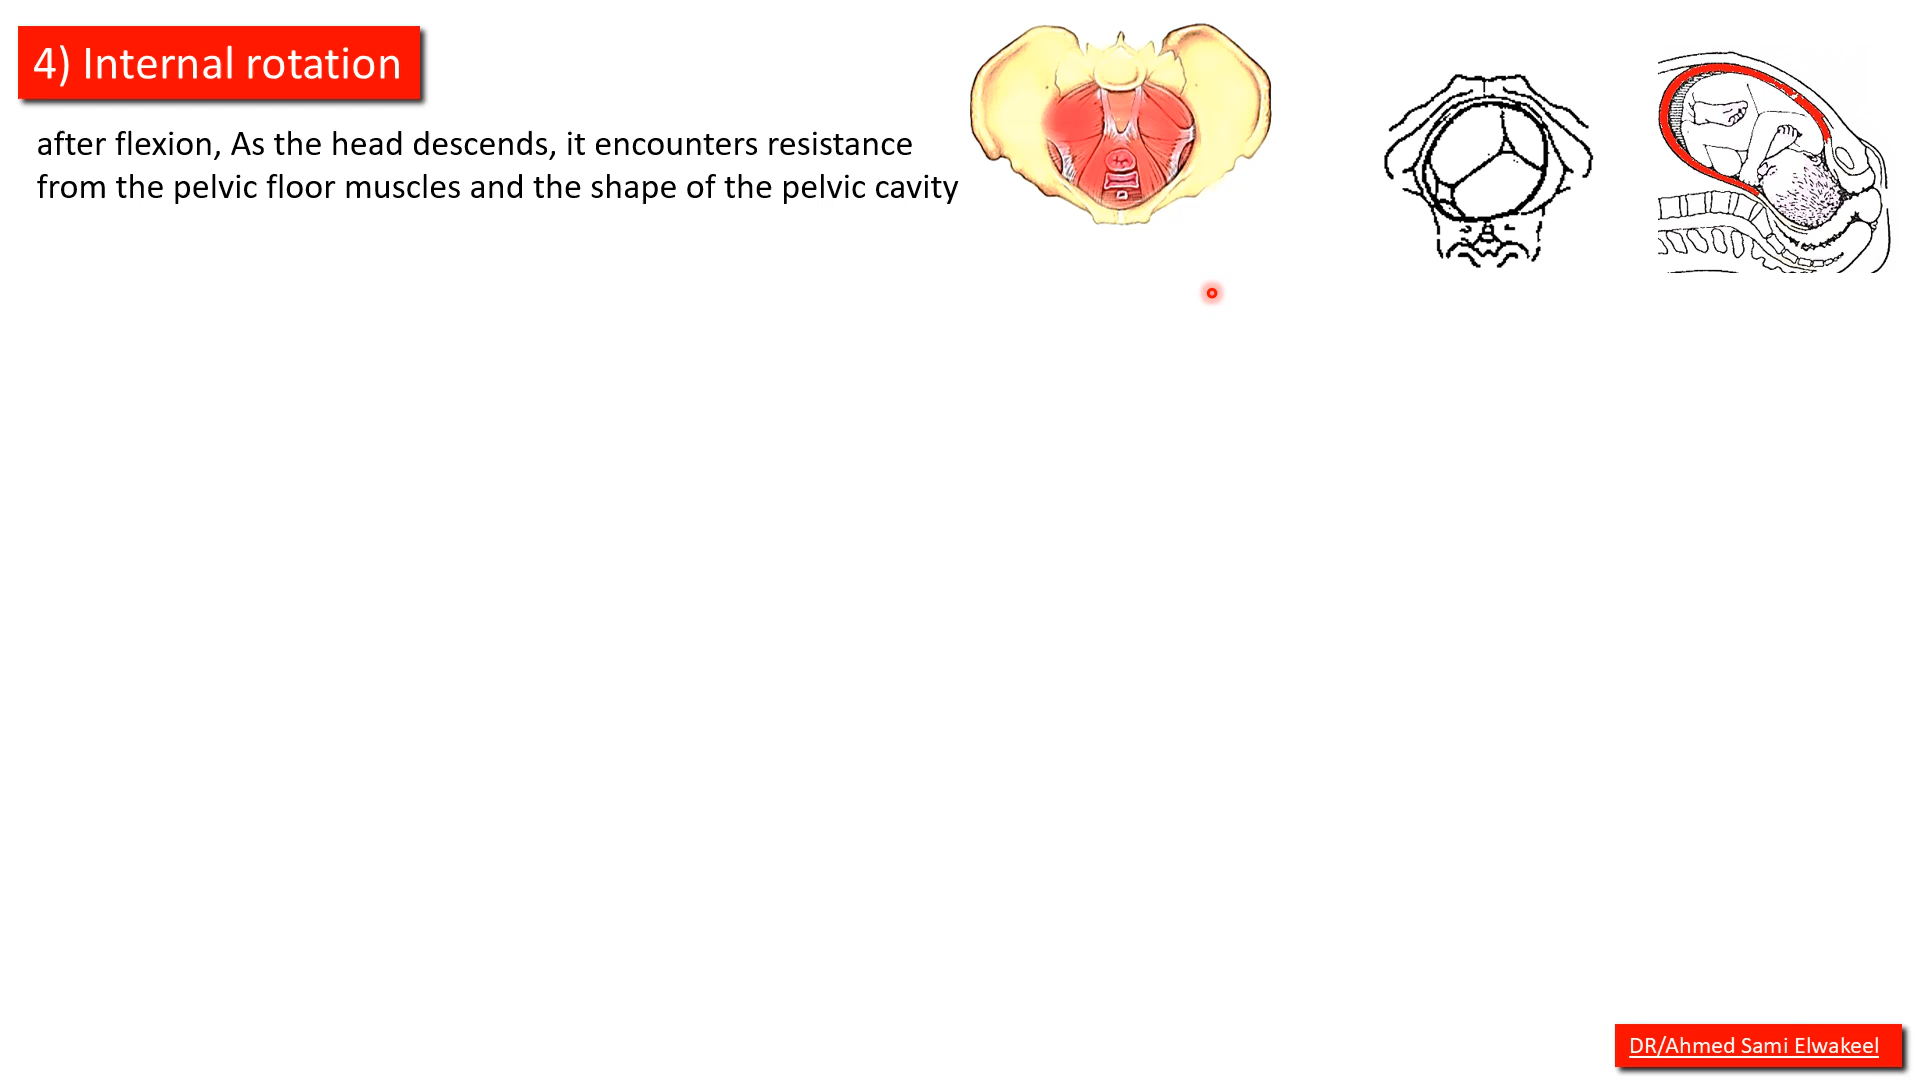 4) Internal rotation
after flexion, As the head descends, it encounters resistance
from the pelvic floor muscles and the shape of the pelvic cavity
DR/Ahmed Sami Elwakeel